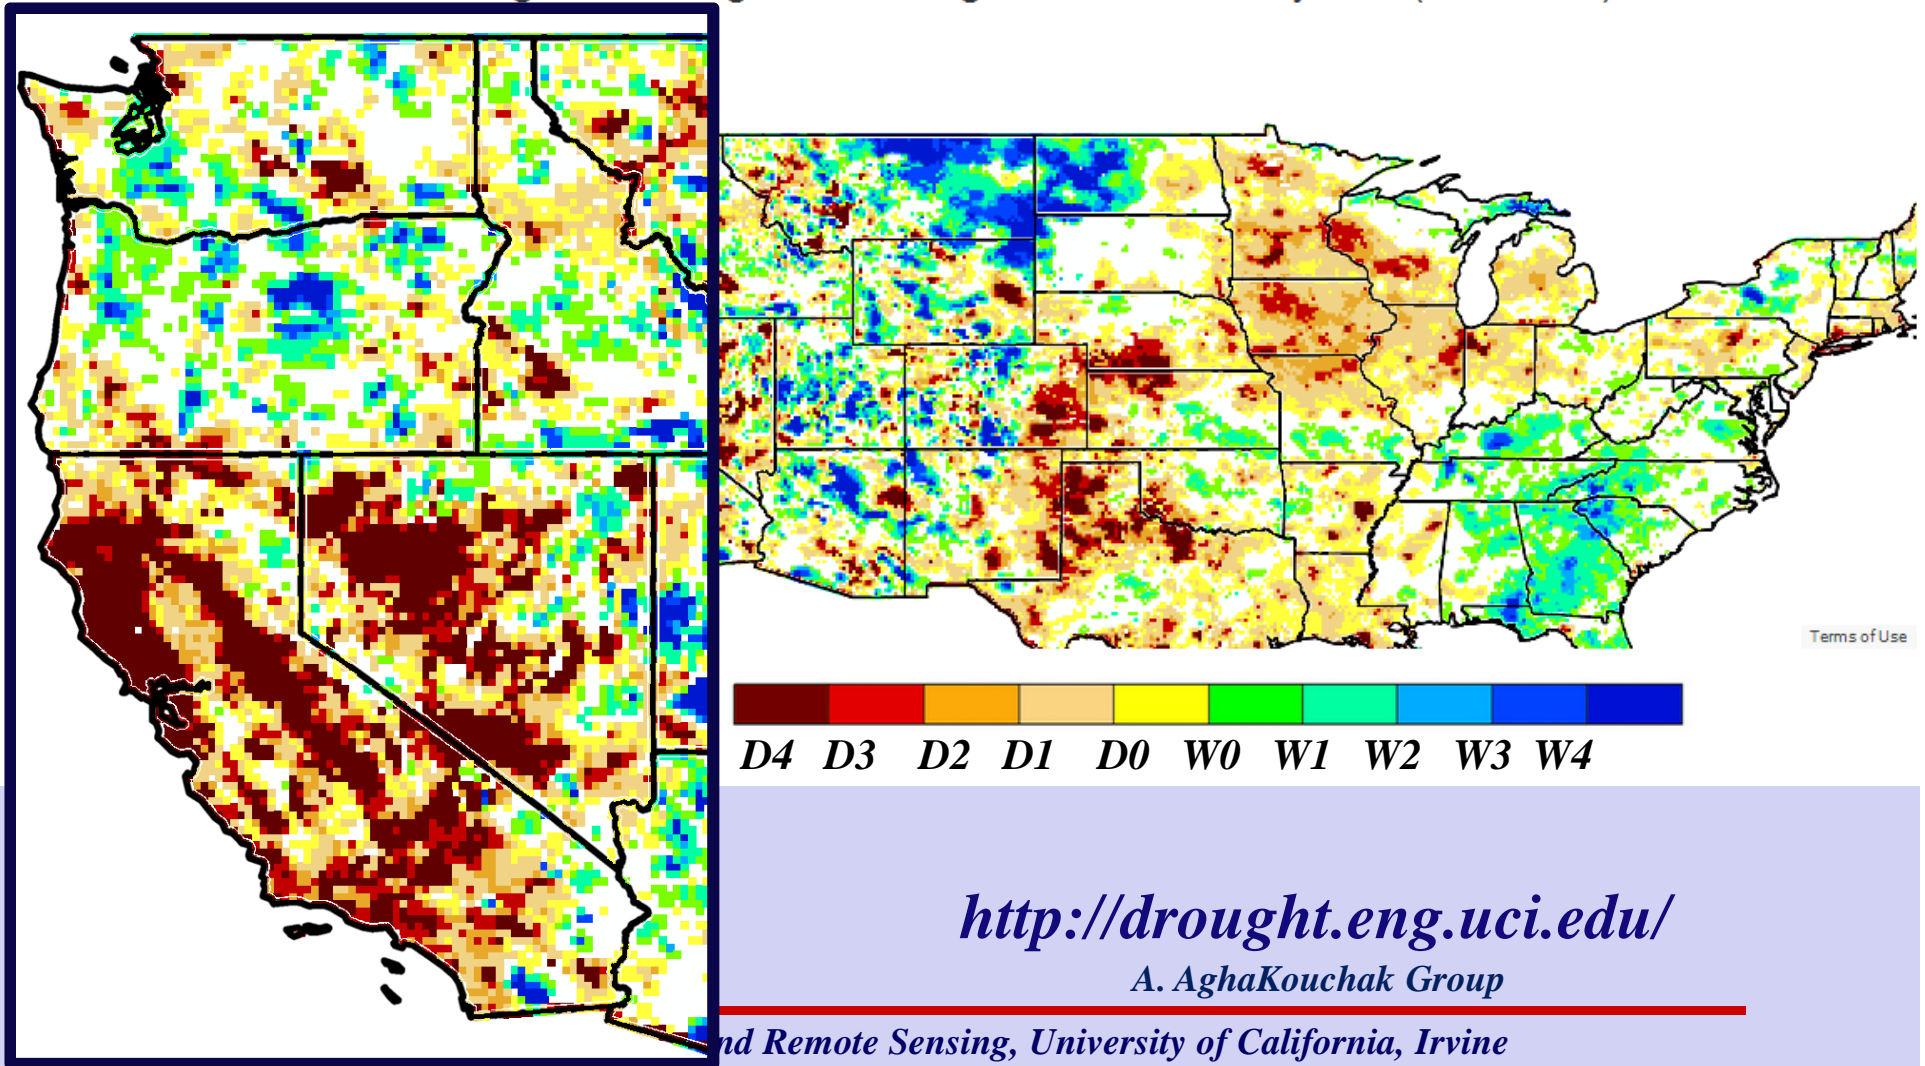 Terms of Use
D4 D3 D2 D1 D0 W0 W1 W2 W3 W4
http://drought.eng.uci.edu/
A. AghaKouchak Group
Remote Sensing, University of California, Irvine